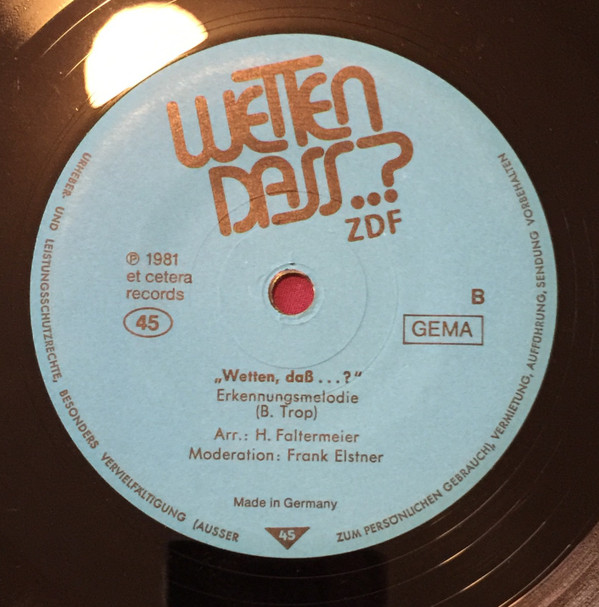 WETTEN
DASS..?
ZDF
℗ 1981
et cetera
records
45
B
GEMA
„Wetten, daß ...?“
Erkennungsmelodie
(B. Trop)
Arr.: H. Faltermeier
Moderation: Frank Elstner
Made in Germany
45
URHEBER- UND LEISTUNGSSCHUTZRECHTE, BESONDERS VERVIELFÄLTIGUNG (AUSSER ZUM PERSÖNLICHEN GEBRAUCH), VERMIETUNG, AUFFÜHRUNG, SENDUNG VORBEHALTEN